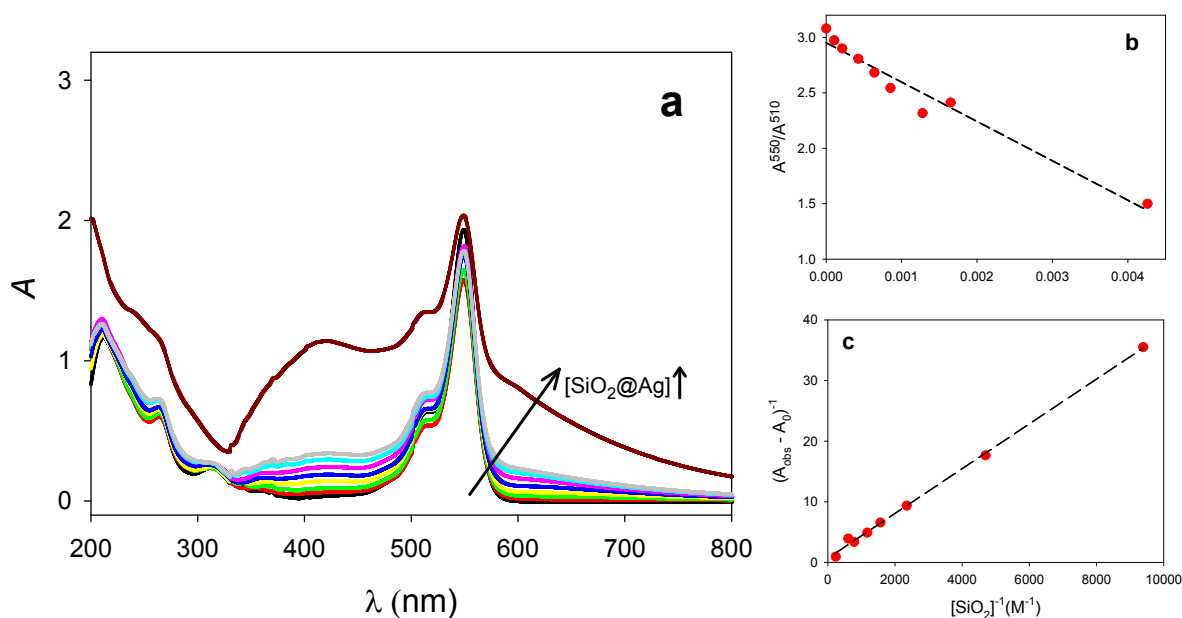 a
3
2
1
0
A
[SiO₂@Ag]↑
200 300 400 500 600 700 800
λ (nm)
b
3.0
2.5
2.0
1.5
1.0
A⁵⁵⁰/A⁵¹⁰
0.000 0.001 0.002 0.003 0.004
c
40
30
20
10
0
(Aobs - A₀)⁻¹
0 2000 4000 6000 8000 10000
[SiO₂]⁻¹(M⁻¹)